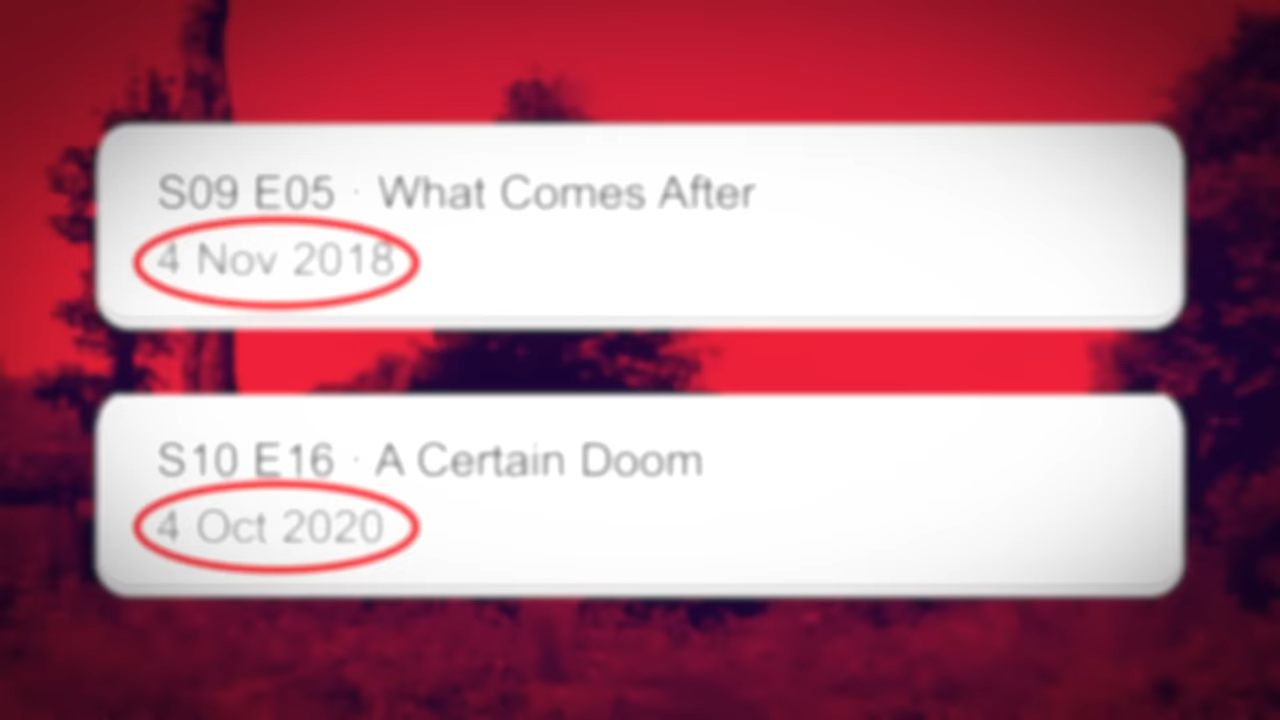 S09 E05 · What Comes After
4 Nov 2018
S10 E16 · A Certain Doom
4 Oct 2020